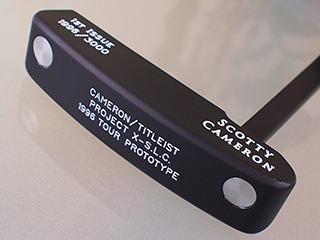 1ST ISSUE
1996/3000
CAMERON/TITLEIST
PROJECT X-S.L.C.
1996 TOUR PROTOTYPE
SCOTTY
CAMERON